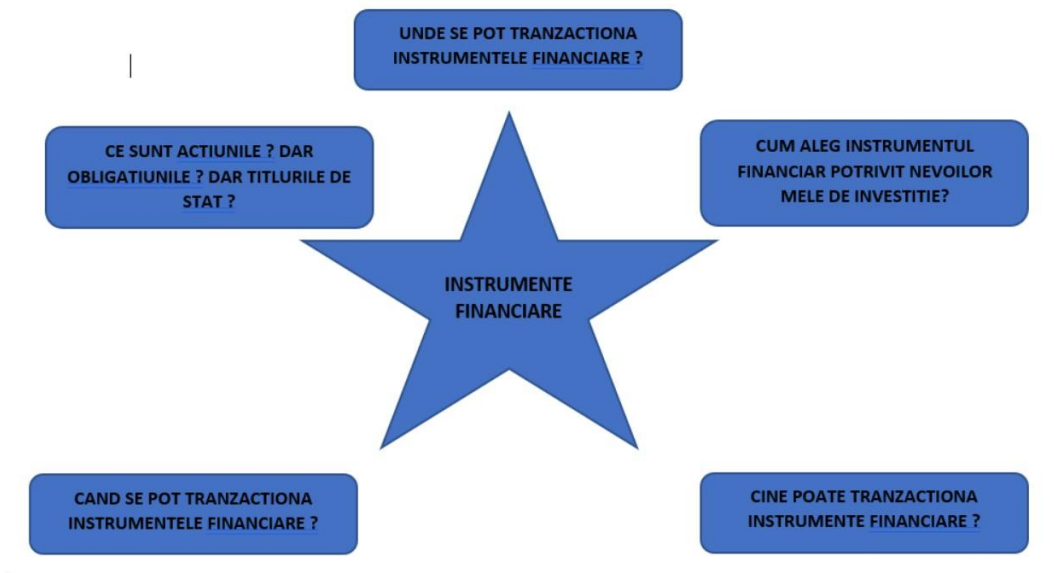 UNDE SE POT TRANZACTIONA
INSTRUMENTELE FINANCIARE ?
CE SUNT ACTIUNILE ? DAR
OBLIGATIUNILE ? DAR TITLURILE DE
STAT ?
CUM ALEG INSTRUMENTUL
FINANCIAR POTRIVIT NEVOILOR
MELE DE INVESTITIE?
INSTRUMENTE
FINANCIARE
CAND SE POT TRANZACTIONA
INSTRUMENTELE FINANCIARE ?
CINE POATE TRANZACTIONA
INSTRUMENTE FINANCIARE ?